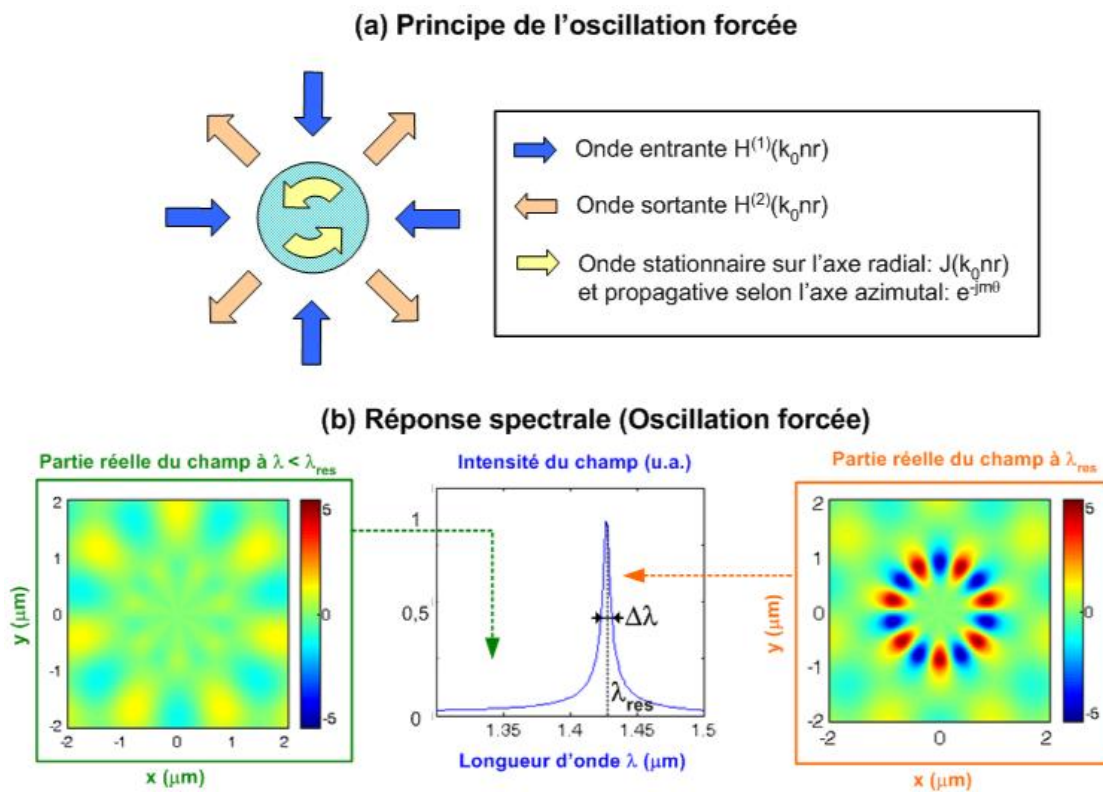 (a) Principe de l'oscillation forcée
Onde entrante H⁽¹⁾(k₀nr)
Onde sortante H⁽²⁾(k₀nr)
Onde stationnaire sur l'axe radial: J(k₀nr)
et propagative selon l'axe azimutal: e^-jmθ
(b) Réponse spectrale (Oscillation forcée)
Partie réelle du champ à λ < λres
2
1
0
-1
-2
-2 -1 0 1 2
5
0
-5
y (μm)
x (μm)
Intensité du champ (u.a.)
1
0,5
0
Δλ
λres
1.35 1.4 1.45 1.5
Longueur d'onde λ (μm)
Partie réelle du champ à λres
2
1
0
-1
-2
-2 0 2
5
0
-5
y (μm)
x (μm)